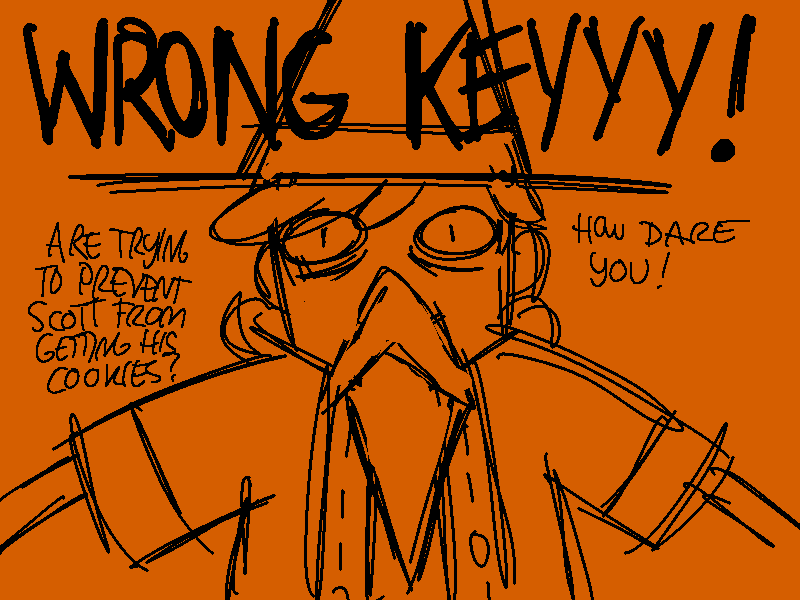 WRONG KEYYY!
ARE TRYING
TO PREVENT
SCOTT FROM
GETTING HIS
COOKIES?
HOW DARE
YOU!